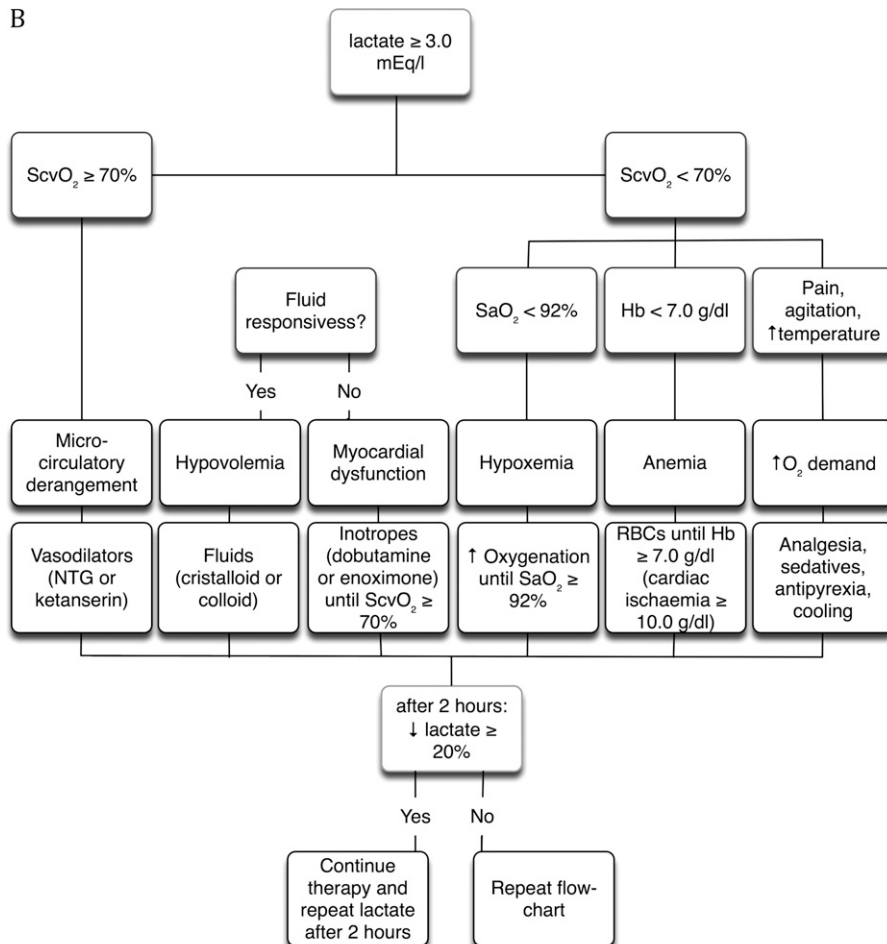 B
lactate ≥ 3.0
mEq/l
ScvO₂ ≥ 70%
ScvO₂ < 70%
Fluid
responsivess?
SaO₂ < 92%
Hb < 7.0 g/dl
Pain,
agitation,
↑temperature
Yes
No
Micro-
circulatory
derangement
Hypovolemia
Myocardial
dysfunction
Hypoxemia
Anemia
↑O₂ demand
Vasodilators
(NTG or
ketanserin)
Fluids
(cristalloid or
colloid)
Inotropes
(dobutamine
or enoximone)
until ScvO₂ ≥
70%
↑ Oxygenation
until SaO₂ ≥
92%
RBCs until Hb
≥ 7.0 g/dl
(cardiac
ischaemia ≥
10.0 g/dl)
Analgesia,
sedatives,
antipyrexia,
cooling
after 2 hours:
↓ lactate ≥
20%
Yes
No
Continue
therapy and
repeat lactate
after 2 hours
Repeat flow-
chart